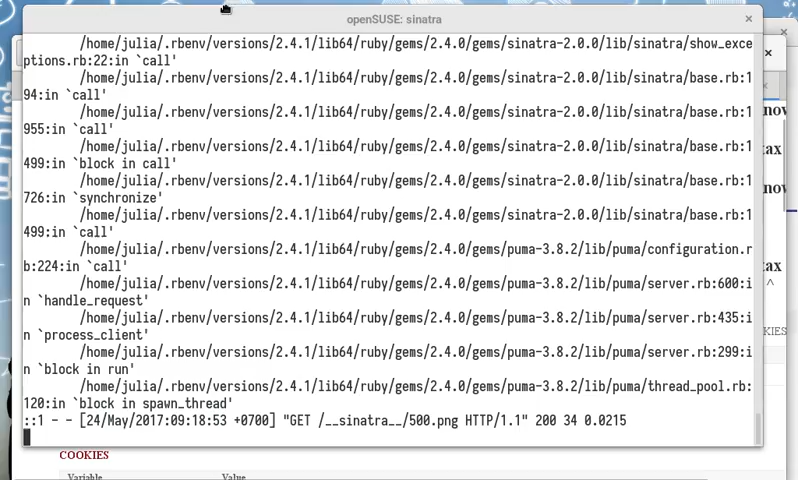 openSUSE: sinatra
/home/julia/.rbenv/versions/2.4.1/lib64/ruby/gems/2.4.0/gems/sinatra-2.0.0/lib/sinatra/show_exce
ptions.rb:22:in `call'
/home/julia/.rbenv/versions/2.4.1/lib64/ruby/gems/2.4.0/gems/sinatra-2.0.0/lib/sinatra/base.rb:1
94:in `call'
/home/julia/.rbenv/versions/2.4.1/lib64/ruby/gems/2.4.0/gems/sinatra-2.0.0/lib/sinatra/base.rb:1
955:in `call'
/home/julia/.rbenv/versions/2.4.1/lib64/ruby/gems/2.4.0/gems/sinatra-2.0.0/lib/sinatra/base.rb:1
499:in `block in call'
/home/julia/.rbenv/versions/2.4.1/lib64/ruby/gems/2.4.0/gems/sinatra-2.0.0/lib/sinatra/base.rb:1
726:in `synchronize'
/home/julia/.rbenv/versions/2.4.1/lib64/ruby/gems/2.4.0/gems/sinatra-2.0.0/lib/sinatra/base.rb:1
499:in `call'
/home/julia/.rbenv/versions/2.4.1/lib64/ruby/gems/2.4.0/gems/puma-3.8.2/lib/puma/configuration.r
b:224:in `call'
/home/julia/.rbenv/versions/2.4.1/lib64/ruby/gems/2.4.0/gems/puma-3.8.2/lib/puma/server.rb:600:i
n `handle_request'
/home/julia/.rbenv/versions/2.4.1/lib64/ruby/gems/2.4.0/gems/puma-3.8.2/lib/puma/server.rb:435:i
n `process_client'
/home/julia/.rbenv/versions/2.4.1/lib64/ruby/gems/2.4.0/gems/puma-3.8.2/lib/puma/server.rb:299:i
n `block in run'
/home/julia/.rbenv/versions/2.4.1/lib64/ruby/gems/2.4.0/gems/puma-3.8.2/lib/puma/thread_pool.rb:
120:in `block in spawn_thread'
::1 - - [24/May/2017:09:18:53 +0700] "GET /__sinatra__/500.png HTTP/1.1" 200 34 0.0215
COOKIES
Variable Value